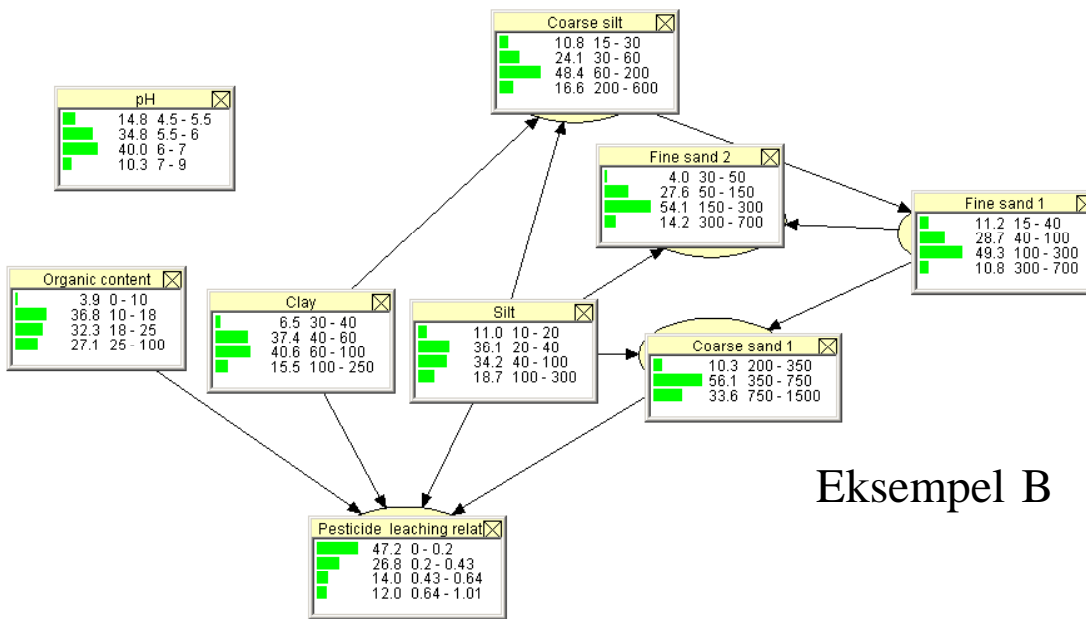 Coarse silt
10.8 15 - 30
24.1 30 - 60
48.4 60 - 200
16.6 200 - 600
pH
14.8 4.5 - 5.5
34.8 5.5 - 6
40.0 6 - 7
10.3 7 - 9
Fine sand 2
4.0 30 - 50
27.6 50 - 150
54.1 150 - 300
14.2 300 - 700
Fine sand 1
11.2 15 - 40
28.7 40 - 100
49.3 100 - 300
10.8 300 - 700
Organic content
3.9 0 - 10
36.8 10 - 18
32.3 18 - 25
27.1 25 - 100
Clay
6.5 30 - 40
37.4 40 - 60
40.6 60 - 100
15.5 100 - 250
Silt
11.0 10 - 20
36.1 20 - 40
34.2 40 - 100
18.7 100 - 300
Coarse sand 1
10.3 200 - 350
56.1 350 - 750
33.6 750 - 1500
Eksempel B
Pesticide leaching relat
47.2 0 - 0.2
26.8 0.2 - 0.43
14.0 0.43 - 0.64
12.0 0.64 - 1.01